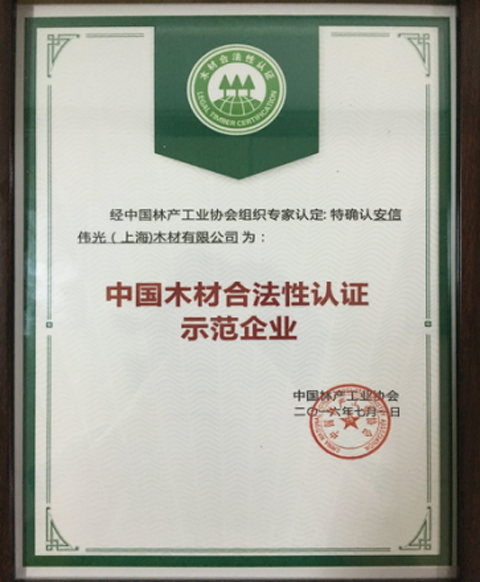 木材合法性认证
LEGAL TIMBER CERTIFICATION
经中国林产工业协会组织专家认定: 特确认安信
伟光（上海)木材有限公司 为：
中国木材合法性认证
示范企业
中国林产工业协会
二〇一六年七月一日